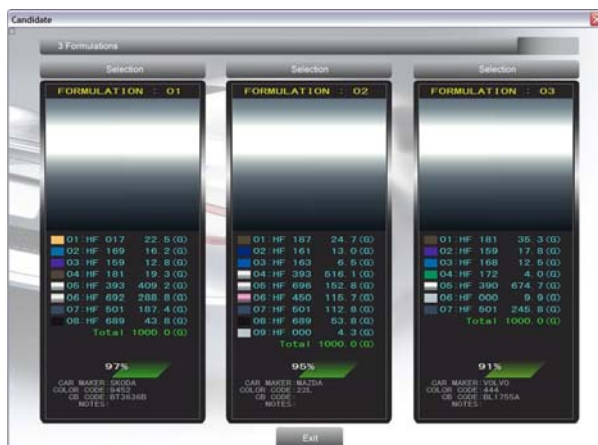 Candidate
3 Formulations
Selection
FORMULATION : 01
01:HF 017 22.5(G)
02:HF 169 16.2(G)
03:HF 159 12.8(G)
04:HF 181 19.3(G)
05:HF 393 409.2(G)
06:HF 692 288.8(G)
07:HF 501 187.4(G)
08:HF 689 43.8(G)
Total 1000.0(G)
97%
CAR MAKER:SKODA
COLOR CODE:9452
CB CODE:BT3636B
NOTES:
Selection
FORMULATION : 02
01:HF 187 24.7(G)
02:HF 161 13.0(G)
03:HF 163 6.5(G)
04:HF 393 516.1(G)
05:HF 696 152.8(G)
06:HF 450 115.7(G)
07:HF 501 112.8(G)
08:HF 689 53.8(G)
09:HF 000 4.3(G)
Total 1000.0(G)
95%
CAR MAKER:MAZDA
COLOR CODE:22L
CB CODE:
NOTES:
Selection
FORMULATION : 03
01:HF 181 35.3(G)
02:HF 159 17.8(G)
03:HF 168 12.5(G)
04:HF 172 4.0(G)
05:HF 390 674.7(G)
06:HF 000 9.9(G)
07:HF 501 245.8(G)
Total 1000.0(G)
91%
CAR MAKER:VOLVO
COLOR CODE:444
CB CODE:BL1755A
NOTES:
Exit